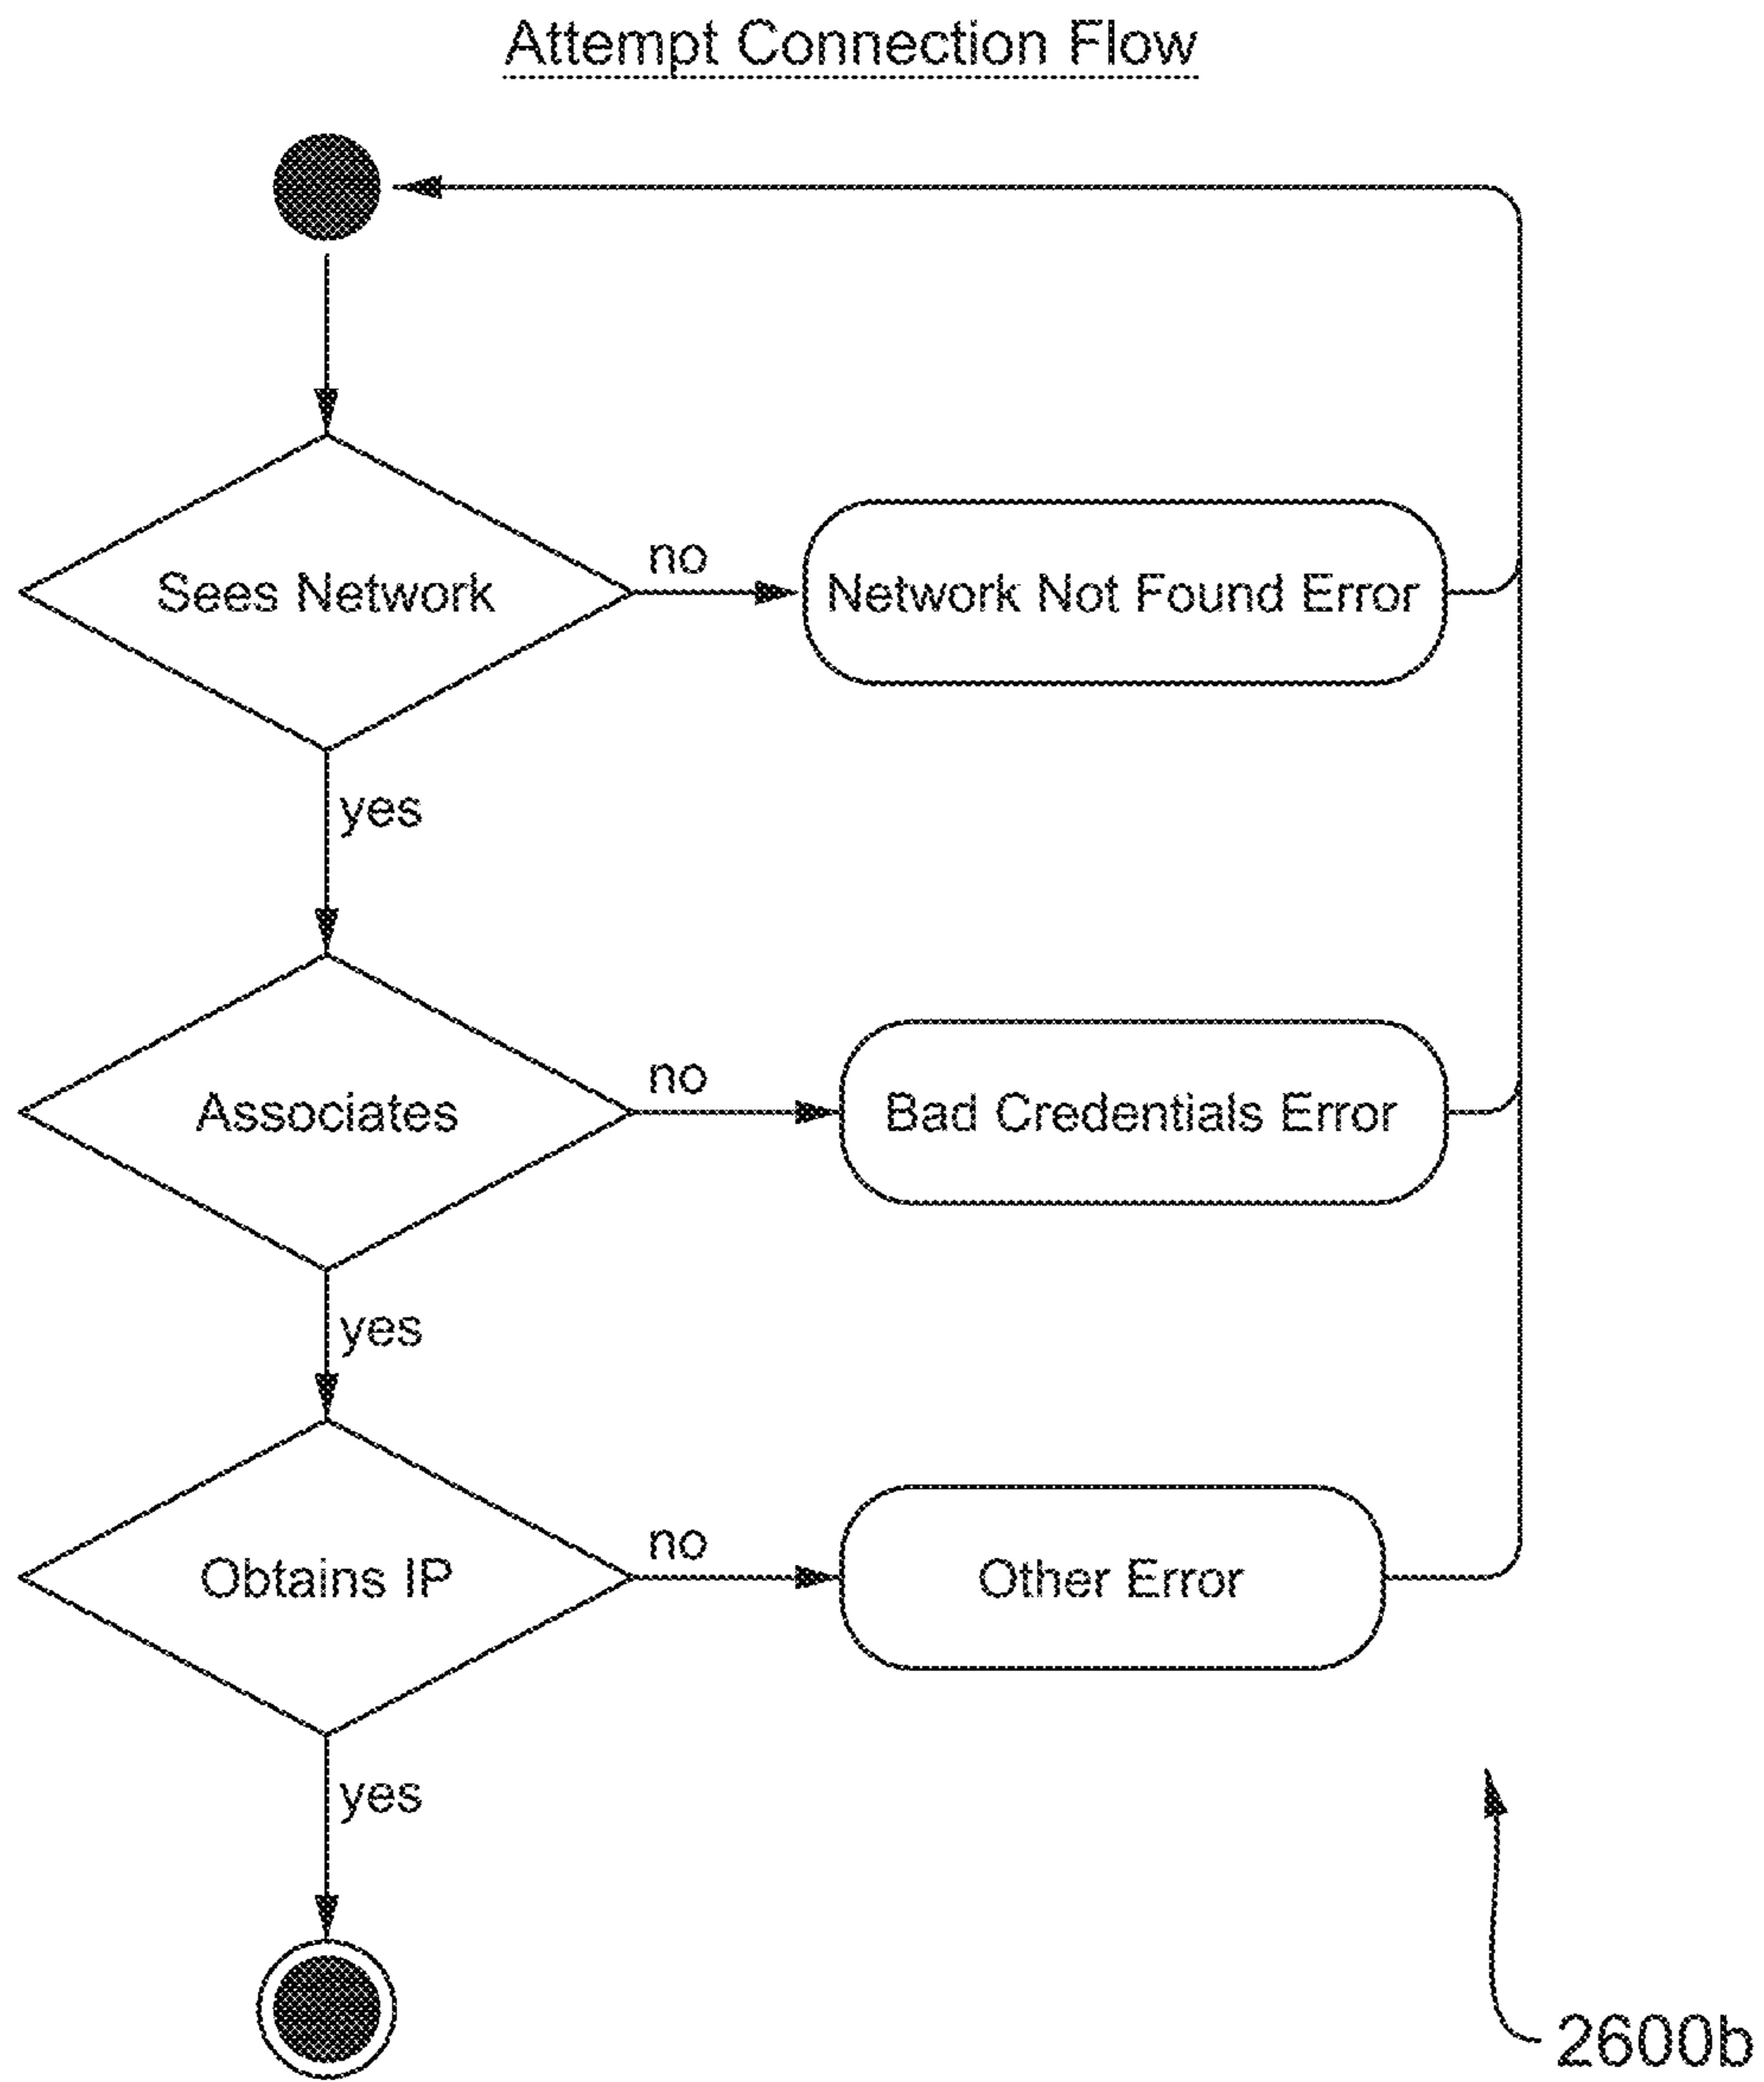 Attempt Connection Flow
Sees Network
no
Network Not Found Error
yes
Associates
no
Bad Credentials Error
yes
Obtains IP
no
Other Error
yes
2600b